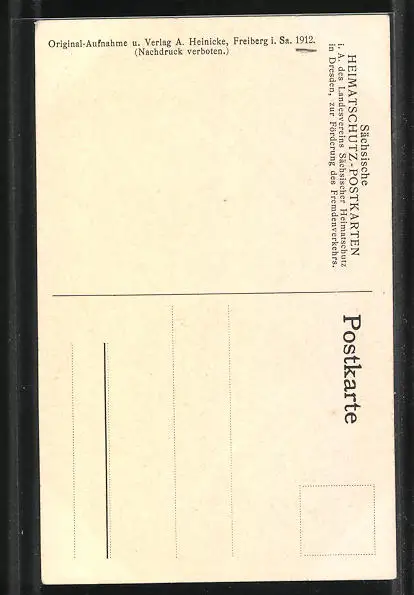 Original-Aufnahme u. Verlag A. Heinicke, Freiberg i. Sa. 1912.
(Nachdruck verboten.)
Sächsische
HEIMATSCHUTZ-POSTKARTEN
i. A. des Landesvereins Sächsischer Heimatschutz
in Dresden, zur Förderung des Fremdenverkehrs.
Postkarte